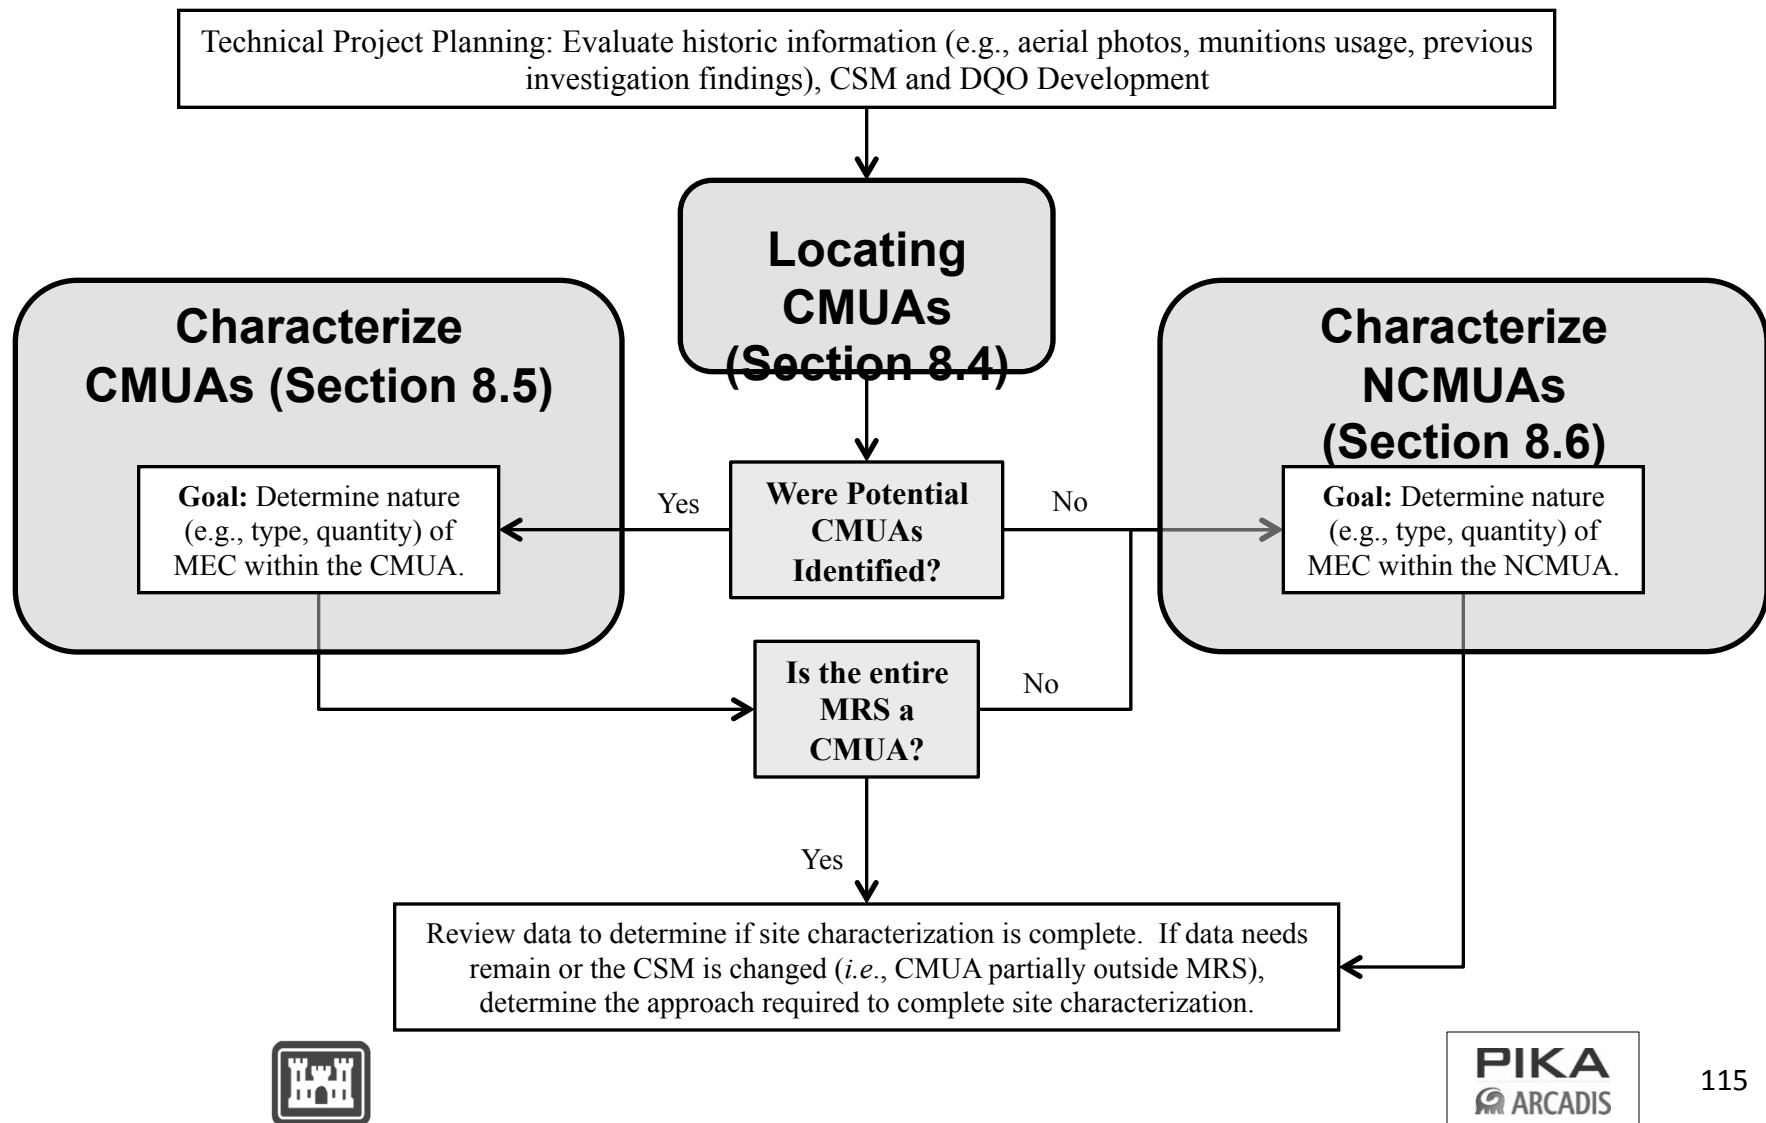 Technical Project Planning: Evaluate historic information (e.g., aerial photos, munitions usage, previous
investigation findings), CSM and DQO Development
Locating
CMUAs
(Section 8.4)
Characterize
CMUAs (Section 8.5)
Characterize
NCMUAs
(Section 8.6)
Goal: Determine nature
(e.g., type, quantity) of
MEC within the CMUA.
Yes
Were Potential
CMUAs
Identified?
No
Goal: Determine nature
(e.g., type, quantity) of
MEC within the NCMUA.
Is the entire
MRS a
CMUA?
No
Yes
Review data to determine if site characterization is complete.  If data needs
remain or the CSM is changed (i.e., CMUA partially outside MRS),
determine the approach required to complete site characterization.
PIKA
ARCADIS
115